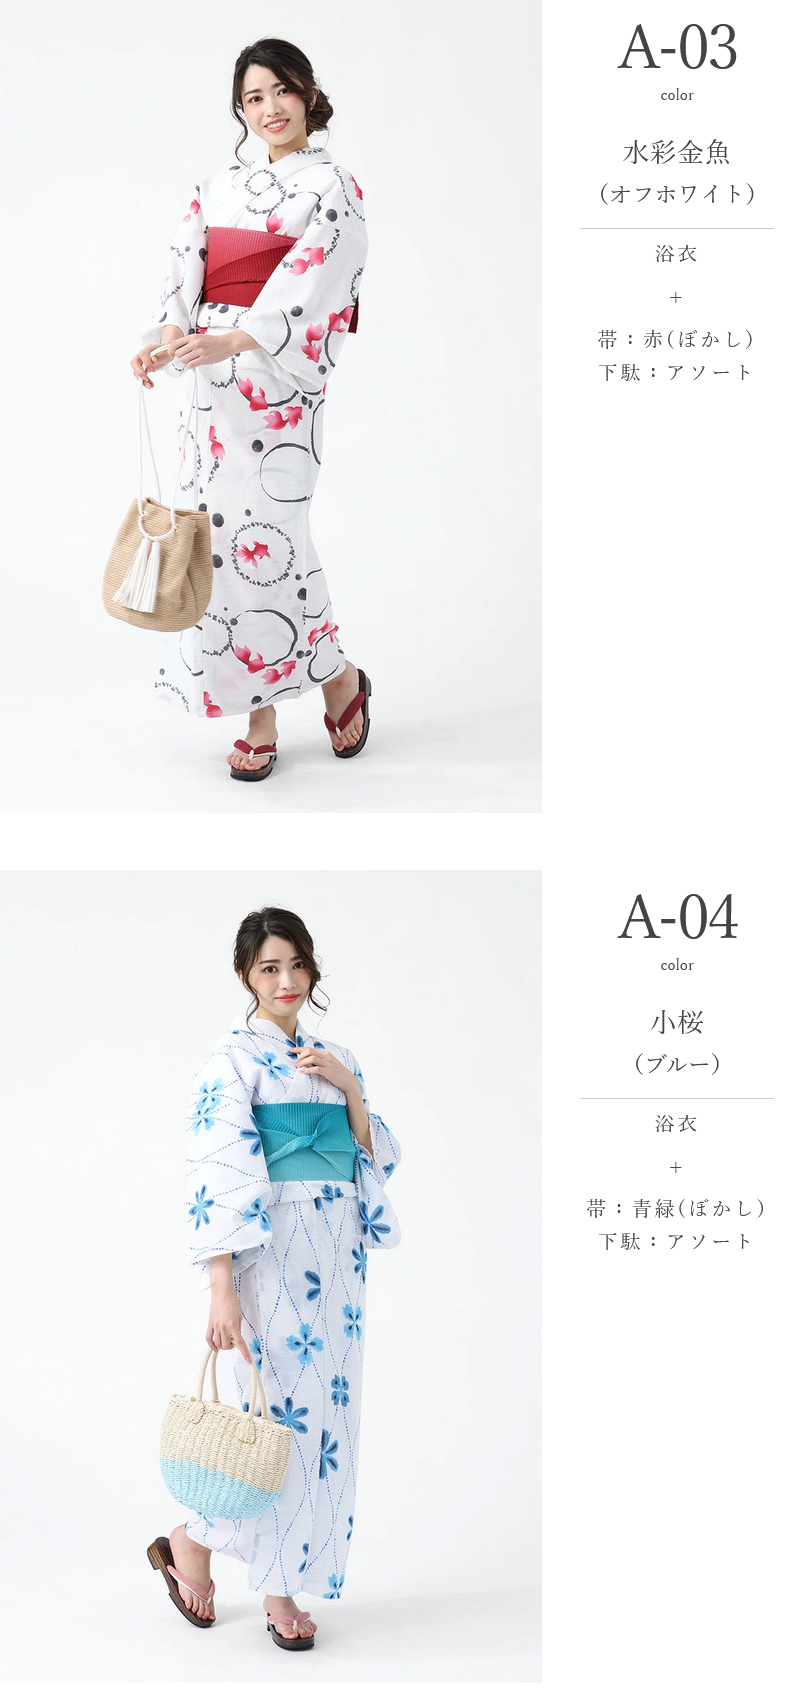 A-03
color
水彩金魚
(オフホワイト)
浴衣
+
帯：赤(ぼかし)
下駄：アソート
A-04
color
小桜
(ブルー)
浴衣
+
帯：青緑(ぼかし)
下駄：アソート